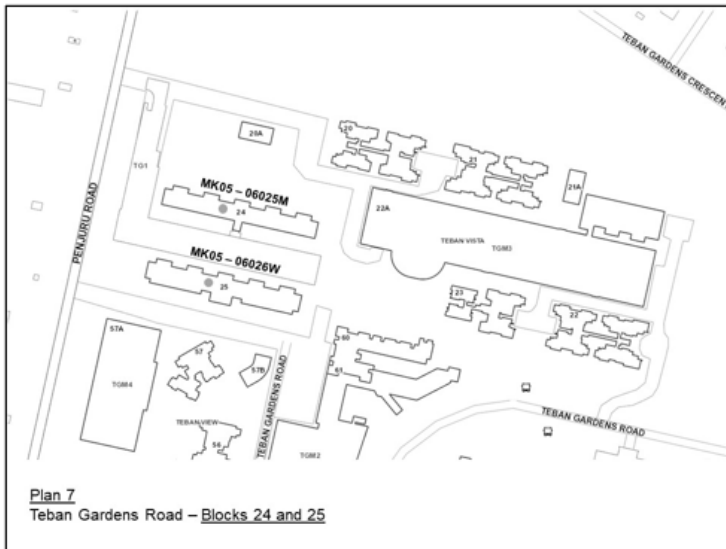 TEBAN GARDENS CRESCENT
PENJURU ROAD
20A
20
21
21A
TG1
MK05 – 06025M
24
22A
TEBAN VISTA
TGM3
MK05 – 06026W
25
23
22
57A
57
57B
60
61
TGM4
TEBAN GARDENS ROAD
TEBAN VIEW
56
TGM2
TEBAN GARDENS ROAD
Plan 7
Teban Gardens Road – Blocks 24 and 25